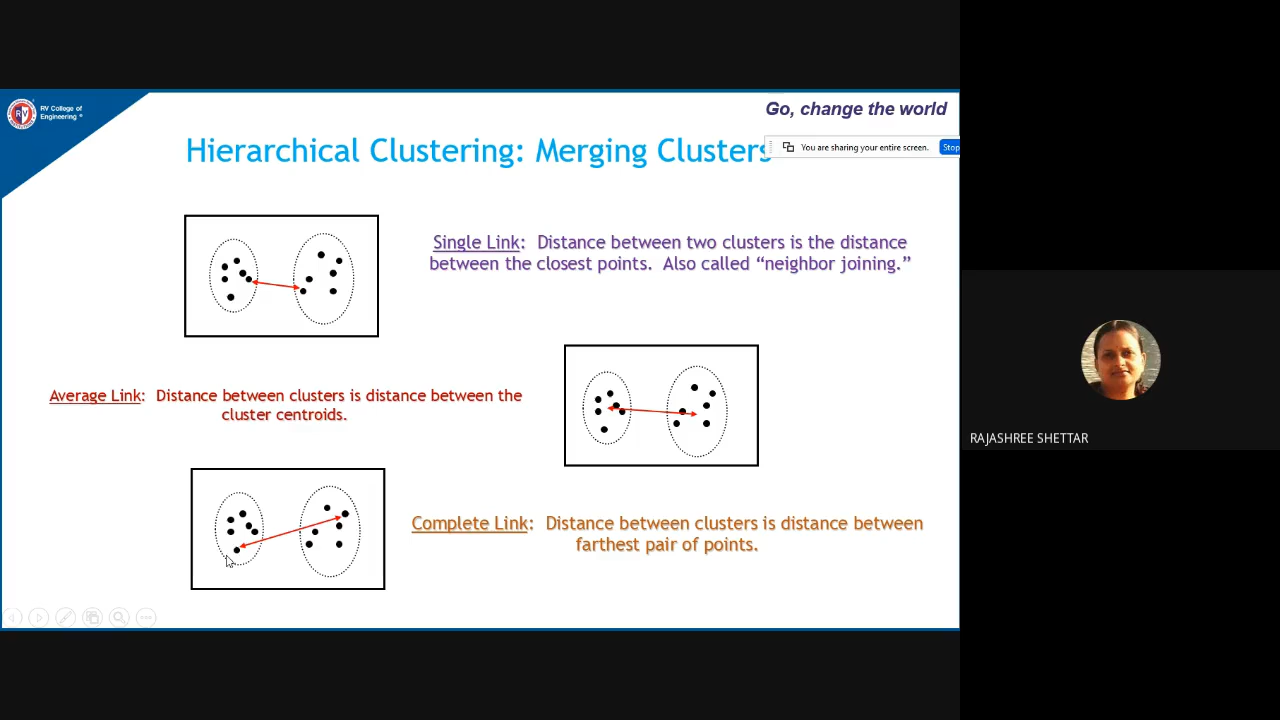 RV College of
Engineering
Go, change the world
Hierarchical Clustering: Merging Clusters
You are sharing your entire screen.
Stop
Single Link: Distance between two clusters is the distance
between the closest points. Also called “neighbor joining.”
Average Link: Distance between clusters is distance between the
cluster centroids.
Complete Link: Distance between clusters is distance between
farthest pair of points.
RAJASHREE SHETTAR